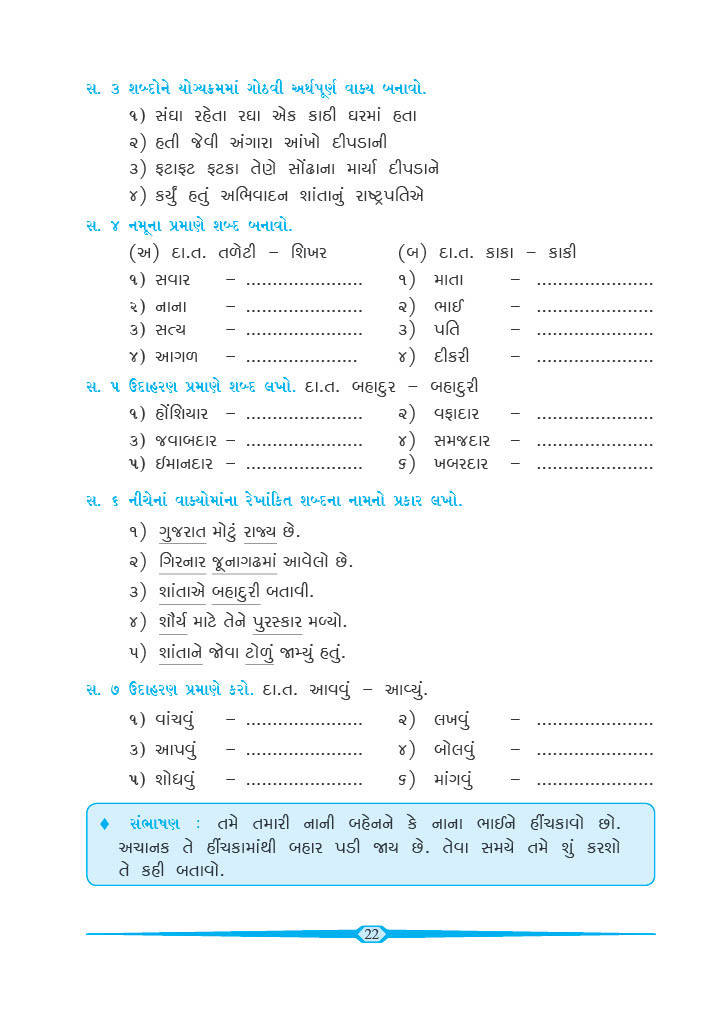 સ. ૩ શબ્દોને યોગ્યક્રમમાં ગોઠવી અર્થપૂર્ણ વાક્ય બનાવો.
૧) સંઘા રહેતા રઘા એક કાઠી ઘરમાં હતા
૨) હતી જેવી અંગારા આંખો દીપડાની
૩) ફટાફટ ફટકા તેણે સોંઢાના માર્યા દીપડાને
૪) કર્યું હતું અભિવાદન શાંતાનું રાષ્ટ્રપતિએ
સ. ૪ નમૂના પ્રમાણે શબ્દ બનાવો.
(અ) દા.ત. તળેટી – શિખર (બ) દા.ત. કાકા – કાકી
૧) સવાર – ...................... ૧) માતા – ......................
૨) નાના – ...................... ૨) ભાઈ – ......................
૩) સત્ય – ...................... ૩) પતિ – ......................
૪) આગળ – ..................... ૪) દીકરી – ......................
સ. ૫ ઉદાહરણ પ્રમાણે શબ્દ લખો. દા.ત. બહાદુર – બહાદુરી
૧) હોંશિયાર – ...................... ૨) વફાદાર – ......................
૩) જવાબદાર – ...................... ૪) સમજદાર – ......................
૫) ઈમાનદાર – ...................... ૬) ખબરદાર – ......................
સ. ૬ નીચેનાં વાક્યોમાંના રેખાંકિત શબ્દના નામનો પ્રકાર લખો.
૧) ગુજરાત મોટું રાજ્ય છે.
૨) ગિરનાર જૂનાગઢમાં આવેલો છે.
૩) શાંતાએ બહાદુરી બતાવી.
૪) શૌર્ય માટે તેને પુરસ્કાર મળ્યો.
૫) શાંતાને જોવા ટોળું જામ્યું હતું.
સ. ૭ ઉદાહરણ પ્રમાણે કરો. દા.ત. આવવું – આવ્યું.
૧) વાંચવું – ...................... ૨) લખવું – ......................
૩) આપવું – ...................... ૪) બોલવું – ......................
૫) શોધવું – ...................... ૬) માંગવું – ......................
♦ સંભાષણ : તમે તમારી નાની બહેનને કે નાના ભાઈને હીંચકાવો છો.
અચાનક તે હીંચકામાંથી બહાર પડી જાય છે. તેવા સમયે તમે શું કરશો
તે કહી બતાવો.
22